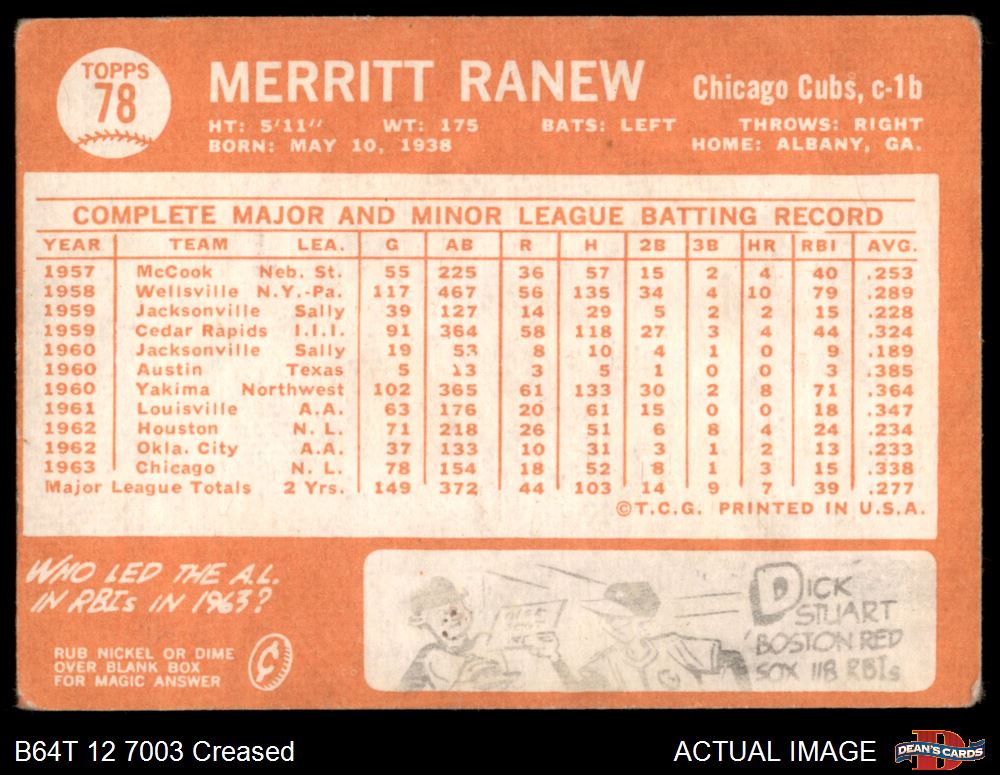 TOPPS
78
MERRITT RANEW Chicago Cubs, c-1b
HT: 5'11" WT: 175 BATS: LEFT THROWS: RIGHT
BORN: MAY 10, 1938 HOME: ALBANY, GA.
COMPLETE MAJOR AND MINOR LEAGUE BATTING RECORD
YEAR TEAM LEA. G AB R H 2B 3B HR RBI AVG.
1957 McCook Neb. St. 55 225 36 57 15 2 4 40 .253
1958 Wellsville N.Y.-Pa. 117 467 56 135 34 4 10 79 .289
1959 Jacksonville Sally 39 127 14 29 5 2 2 15 .228
1959 Cedar Rapids I.I.I. 91 364 58 118 27 3 4 44 .324
1960 Jacksonville Sally 19 53 8 10 4 1 0 9 .189
1960 Austin Texas 5 13 3 5 1 0 0 3 .385
1960 Yakima Northwest 102 365 61 133 30 2 8 71 .364
1961 Louisville A.A. 63 176 20 61 15 0 0 18 .347
1962 Houston N. L. 71 218 26 51 6 8 4 24 .234
1962 Okla. City A.A. 37 133 10 31 3 1 2 13 .233
1963 Chicago N. L. 78 154 18 52 8 1 3 15 .338
Major League Totals 2 Yrs. 149 372 44 103 14 9 7 39 .277
©T.C.G. PRINTED IN U.S.A.
WHO LED THE A.L.
IN RBIs IN 1963?
RUB NICKEL OR DIME
OVER BLANK BOX
FOR MAGIC ANSWER
DICK
STUART
BOSTON RED
SOX 118 RBIs
B64T 12 7003 Creased
ACTUAL IMAGE
DEAN'S CARDS